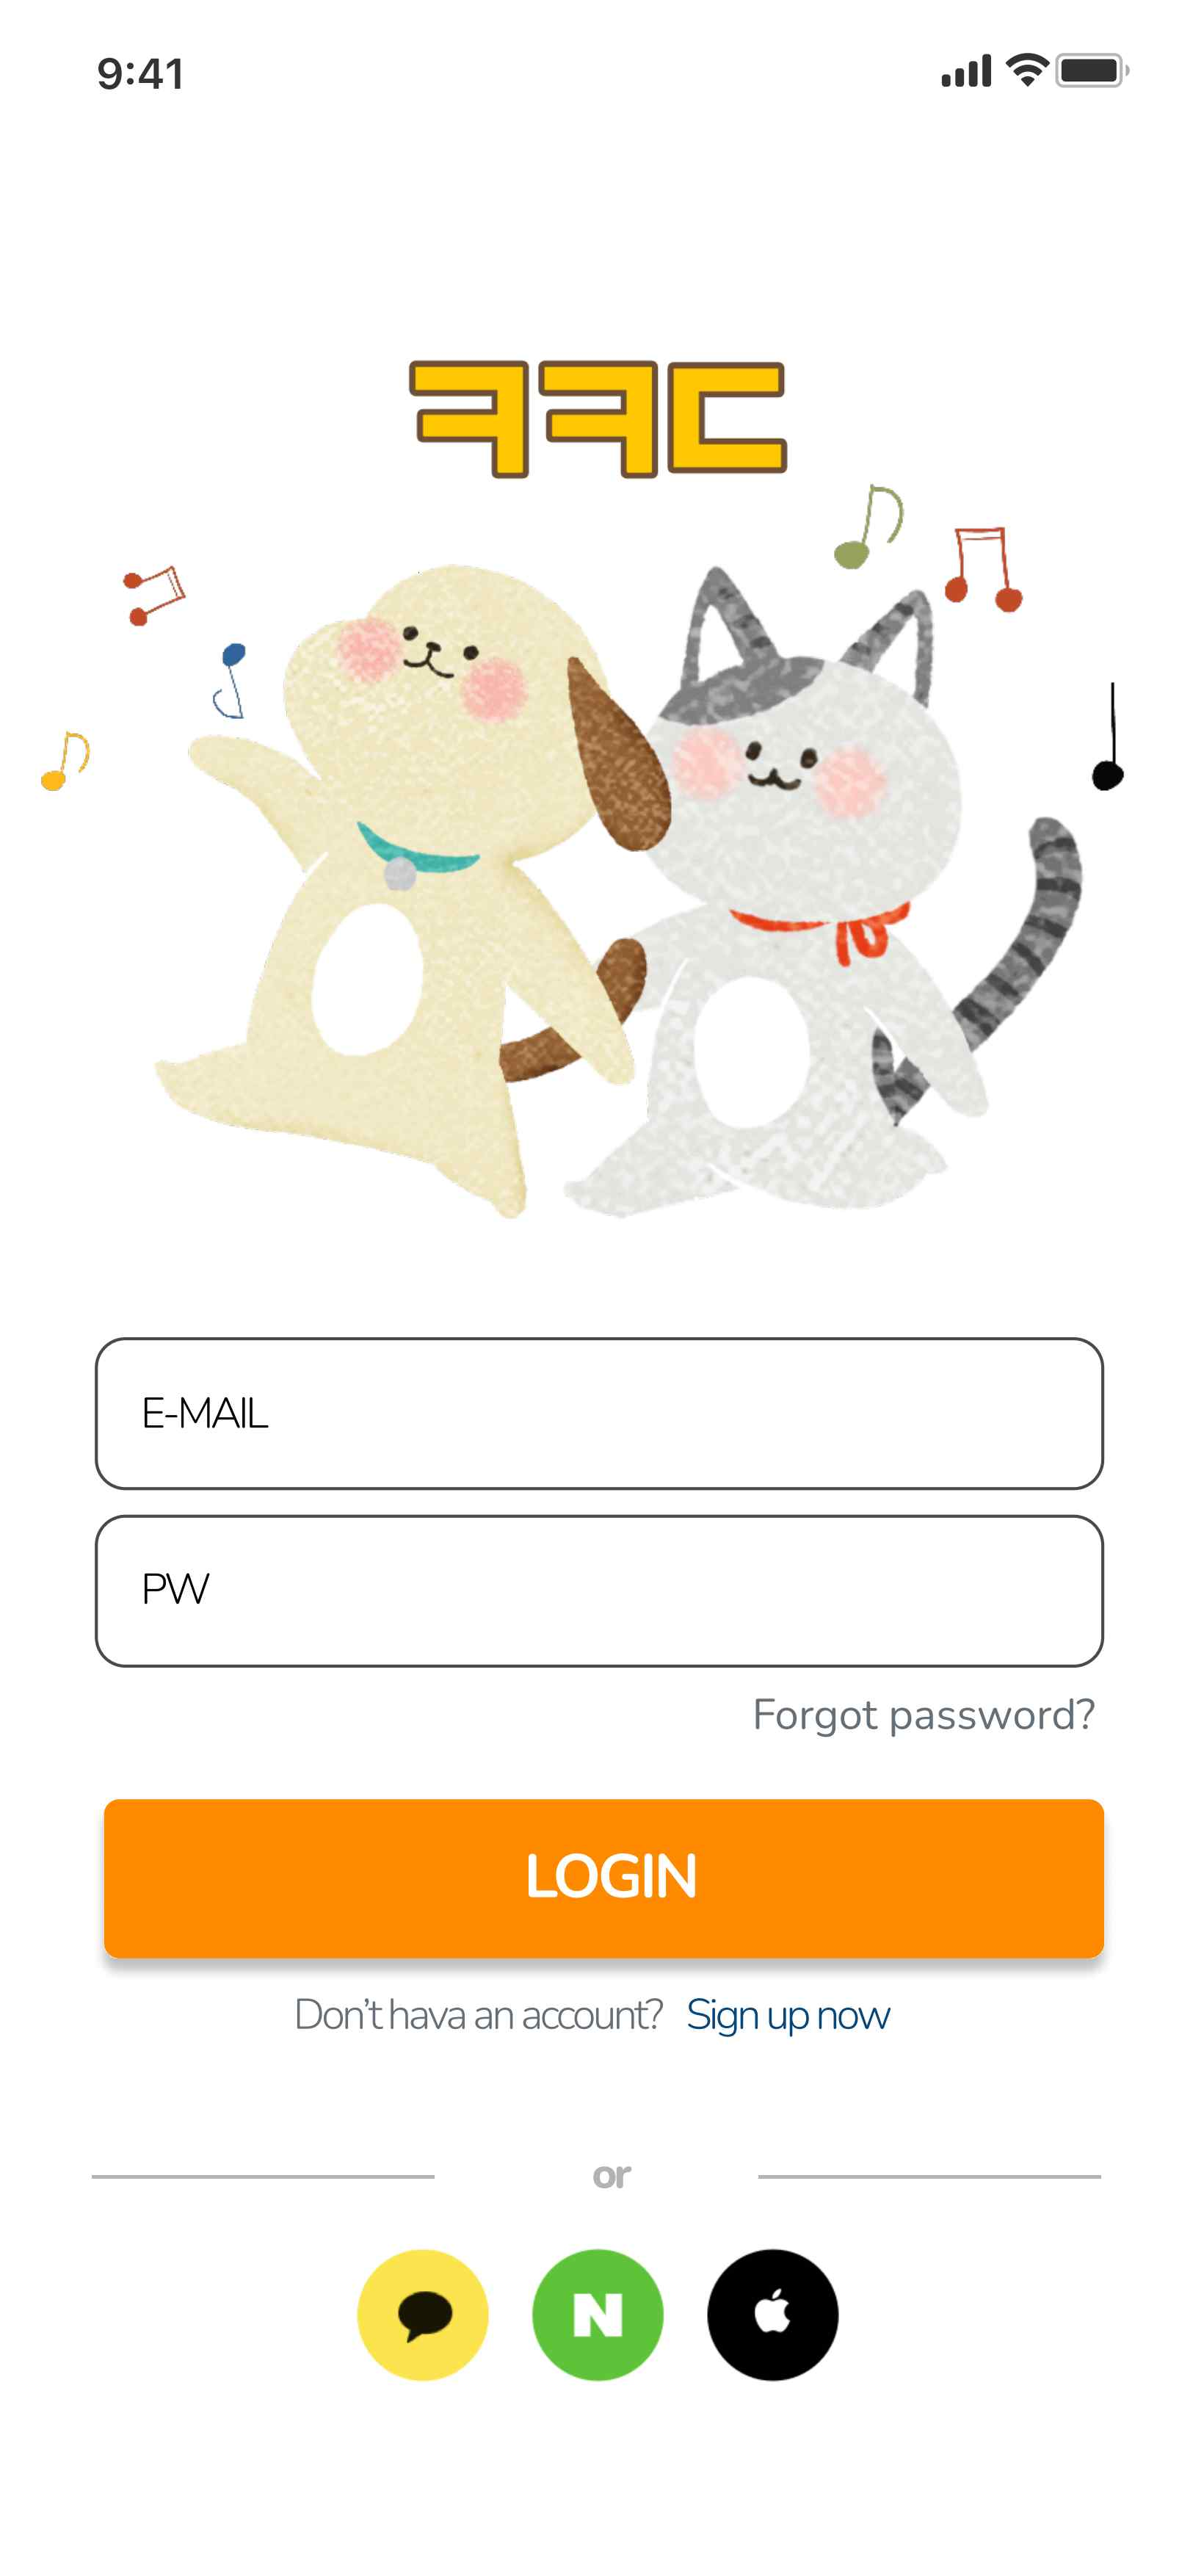 9:41
ㅋㅋㄷ
E-MAIL
PW
Forgot password?
LOGIN
Don't hava an account? Sign up now
or
N